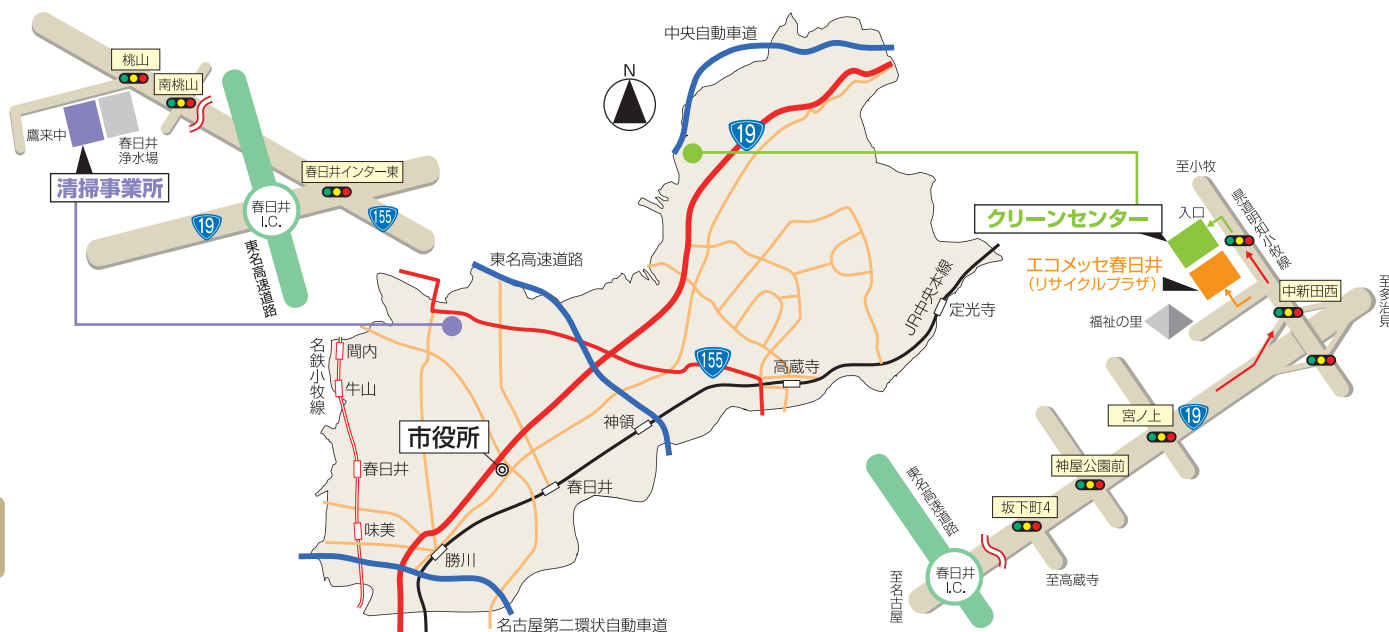 桃山
南桃山
鷹来中
春日井
浄水場
清掃事業所
春日井インター東
春日井
I.C.
19
155
東名高速道路
中央自動車道
N
19
東名高速道路
155
名鉄小牧線
間内
牛山
春日井
味美
市役所
勝川
春日井
神領
高蔵寺
定光寺
JR中央本線
名古屋第二環状自動車道
クリーンセンター
エコメッセ春日井
(リサイクルプラザ)
福祉の里
至小牧
入口
県道明知小牧線
中新田西
至多治見
19
宮ノ上
神屋公園前
坂下町4
至高蔵寺
東名高速道路
春日井
I.C.
至名古屋